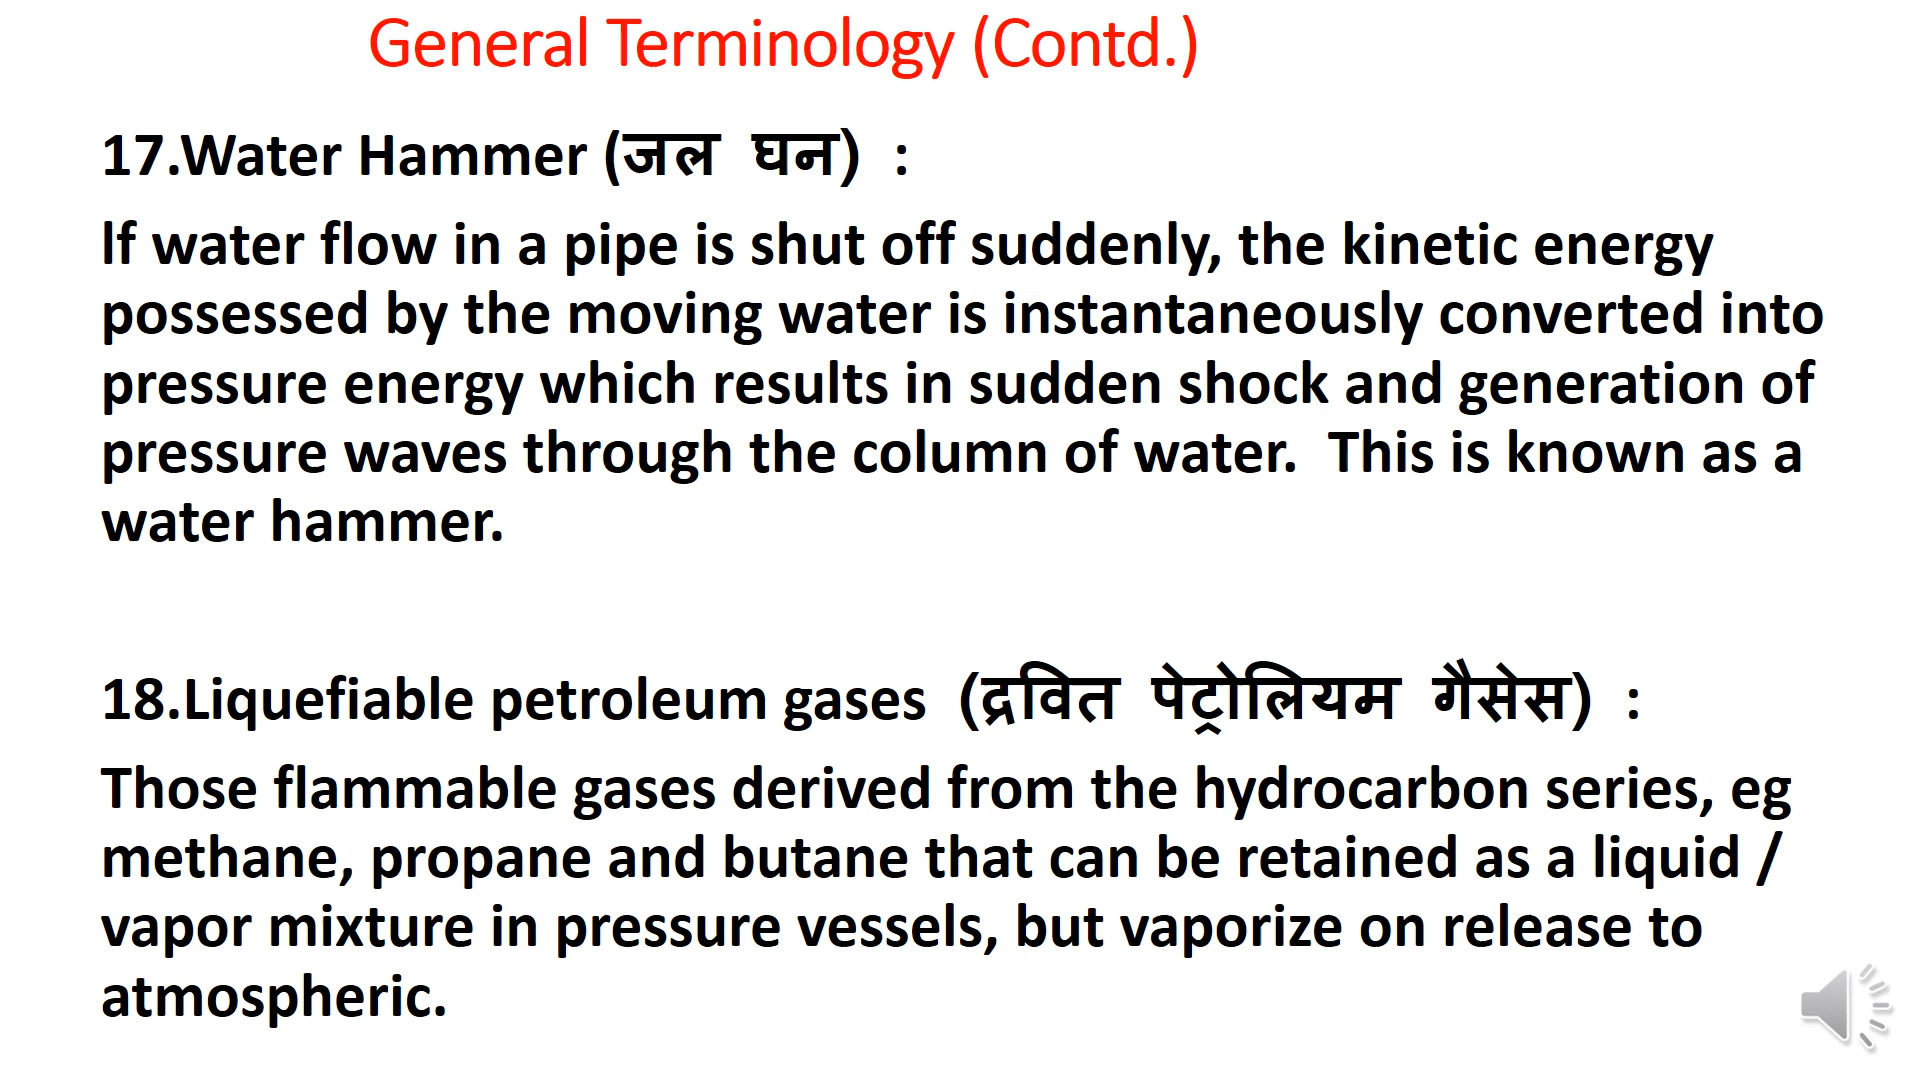 General Terminology (Contd.)
17.Water Hammer (जल घन) :
lf water flow in a pipe is shut off suddenly, the kinetic energy
possessed by the moving water is instantaneously converted into
pressure energy which results in sudden shock and generation of
pressure waves through the column of water. This is known as a
water hammer.
18.Liquefiable petroleum gases (द्रवित पेट्रोलियम गैसेस) :
Those flammable gases derived from the hydrocarbon series, eg
methane, propane and butane that can be retained as a liquid /
vapor mixture in pressure vessels, but vaporize on release to
atmospheric.